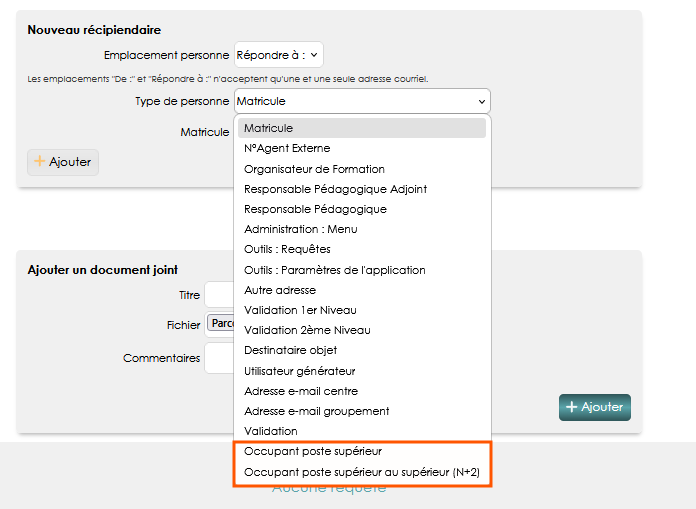 Nouveau récipiendaire
Emplacement personne Répondre à :
Les emplacements "De :" et "Répondre à :" n'acceptent qu'une et une seule adresse courriel.
Type de personne Matricule
Matricule
+ Ajouter
Matricule
N°Agent Externe
Organisateur de Formation
Responsable Pédagogique Adjoint
Responsable Pédagogique
Administration : Menu
Outils : Requêtes
Outils : Paramètres de l'application
Autre adresse
Validation 1er Niveau
Validation 2ème Niveau
Destinataire objet
Utilisateur générateur
Adresse e-mail centre
Adresse e-mail groupement
Validation
Occupant poste supérieur
Occupant poste supérieur au supérieur (N+2)
Ajouter un document joint
Titre
Fichier Parc
Commentaires
+ Ajouter
Aucune requête